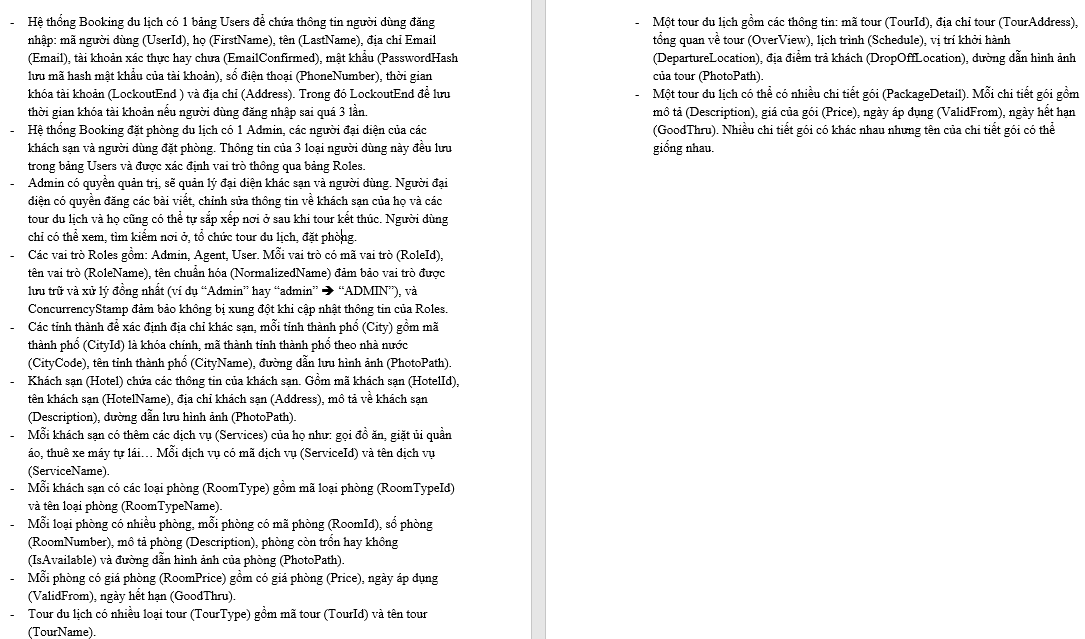 - Hệ thống Booking du lịch có 1 bảng Users để chứa thông tin người dùng đăng
nhập: mã người dùng (UserId), họ (FirstName), tên (LastName), địa chỉ Email
(Email), tài khoản xác thực hay chưa (EmailConfirmed), mật khẩu (PasswordHash
lưu mã hash mật khẩu của tài khoản), số điện thoại (PhoneNumber), thời gian
khóa tài khoản (LockoutEnd ) và địa chỉ (Address). Trong đó LockoutEnd để lưu
thời gian khóa tài khoản nếu người dùng đăng nhập sai quá 3 lần.
- Hệ thống Booking đặt phòng du lịch có 1 Admin, các người đại diện của các
khách sạn và người dùng đặt phòng. Thông tin của 3 loại người dùng này đều lưu
trong bảng Users và được xác định vai trò thông qua bảng Roles.
- Admin có quyền quản trị, sẽ quản lý đại diện khác sạn và người dùng. Người đại
diện có quyền đăng các bài viết, chỉnh sửa thông tin về khách sạn của họ và các
tour du lịch và họ cũng có thể tự sắp xếp nơi ở sau khi tour kết thúc. Người dùng
chỉ có thể xem, tìm kiếm nơi ở, tổ chức tour du lịch, đặt phòng.
- Các vai trò Roles gồm: Admin, Agent, User. Mỗi vai trò có mã vai trò (RoleId),
tên vai trò (RoleName), tên chuẩn hóa (NormalizedName) đảm bảo vai trò được
lưu trữ và xử lý đồng nhất (ví dụ “Admin” hay “admin” ➔ “ADMIN”), và
ConcurrencyStamp đảm bảo không bị xung đột khi cập nhật thông tin của Roles.
- Các tỉnh thành để xác định địa chỉ khác sạn, mỗi tỉnh thành phố (City) gồm mã
thành phố (CityId) là khóa chính, mã thành tỉnh thành phố theo nhà nước
(CityCode), tên tỉnh thành phố (CityName), đường dẫn lưu hình ảnh (PhotoPath).
- Khách sạn (Hotel) chứa các thông tin của khách sạn. Gồm mã khách sạn (HotelId),
tên khách sạn (HotelName), địa chỉ khách sạn (Address), mô tả về khách sạn
(Description), dường dẫn lưu hình ảnh (PhotoPath).
- Mỗi khách sạn có thêm các dịch vụ (Services) của họ như: gọi đồ ăn, giặt ủi quần
áo, thuê xe máy tự lái… Mỗi dịch vụ có mã dịch vụ (ServiceId) và tên dịch vụ
(ServiceName).
- Mỗi khách sạn có các loại phòng (RoomType) gồm mã loại phòng (RoomTypeId)
và tên loại phòng (RoomTypeName).
- Mỗi loại phòng có nhiều phòng, mỗi phòng có mã phòng (RoomId), số phòng
(RoomNumber), mô tả phòng (Description), phòng còn trốn hay không
(IsAvailable) và đường dẫn hình ảnh của phòng (PhotoPath).
- Mỗi phòng có giá phòng (RoomPrice) gồm có giá phòng (Price), ngày áp dụng
(ValidFrom), ngày hết hạn (GoodThru).
- Tour du lịch có nhiều loại tour (TourType) gồm mã tour (TourId) và tên tour
(TourName).
- Một tour du lịch gồm các thông tin: mã tour (TourId), địa chỉ tour (TourAddress),
tổng quan về tour (OverView), lịch trình (Schedule), vị trí khởi hành
(DepartureLocation), địa điểm trả khách (DropOffLocation), dường dẫn hình ảnh
của tour (PhotoPath).
- Một tour du lịch có thể có nhiều chi tiết gói (PackageDetail). Mỗi chi tiết gói gồm
mô tả (Description), giá của gói (Price), ngày áp dụng (ValidFrom), ngày hết hạn
(GoodThru). Nhiều chi tiết gói có khác nhau nhưng tên của chi tiết gói có thể
giống nhau.